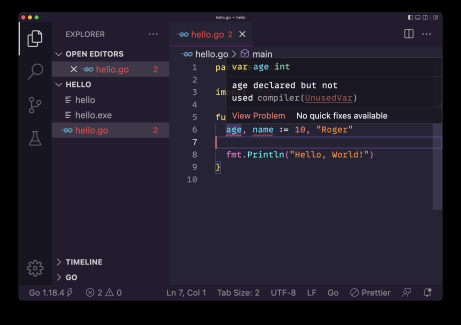 hello.go — hello
EXPLORER ···
OPEN EDITORS
× hello.go 2
HELLO
hello
hello.exe
hello.go 2
TIMELINE
GO
hello.go 2 ×
hello.go > main
1 pa
2
3 im
4
5 fu
var age int
age declared but not
used compiler(UnusedVar)
View Problem No quick fixes available
6 age, name := 10, "Roger"
7
8 fmt.Println("Hello, World!")
9 }
10
Go 1.18.4 2 0 Ln 7, Col 1 Tab Size: 2 UTF-8 LF Go Prettier